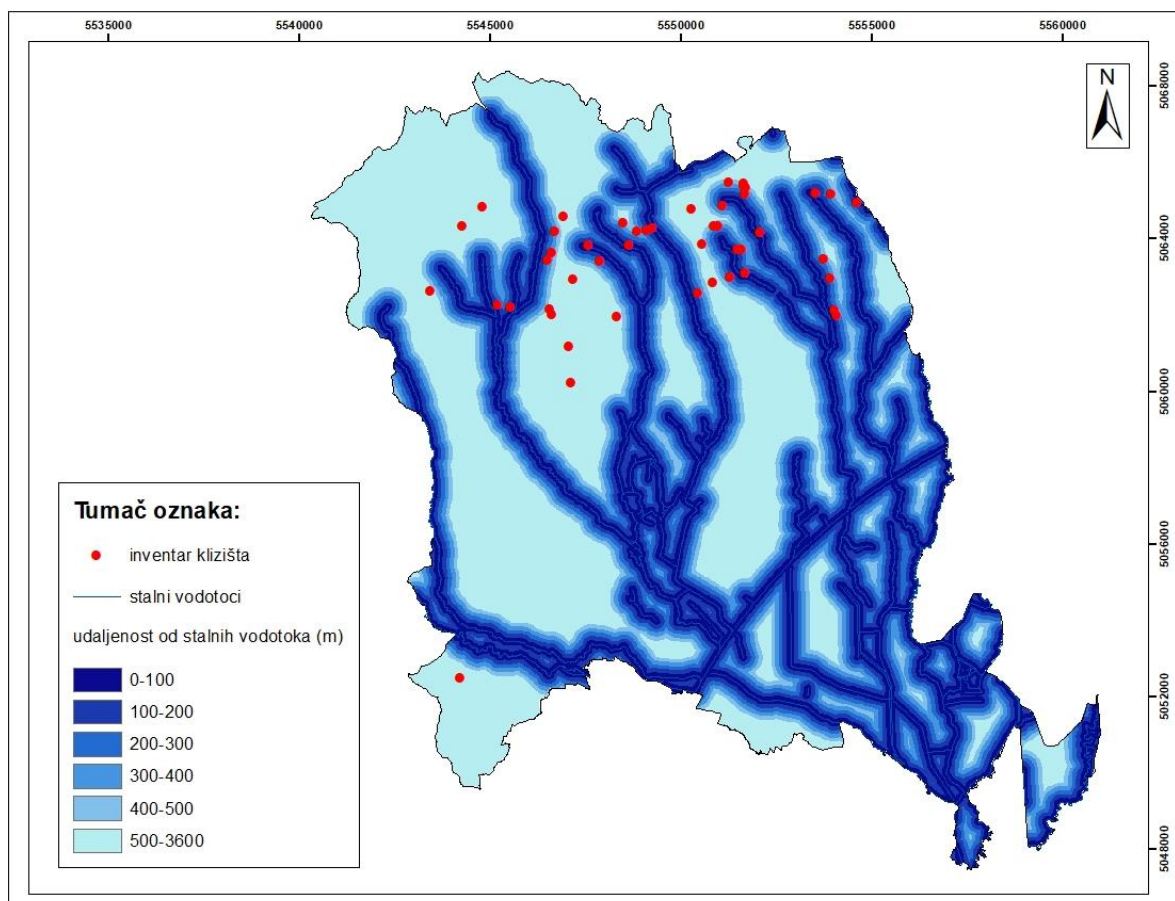 5535000 5540000 5545000 5550000 5555000 5560000
N
5068000
5064000
5060000
5056000
5052000
5048000
Tumač oznaka:
inventar klizišta
stalni vodotoci
udaljenost od stalnih vodotoka (m)
0-100
100-200
200-300
300-400
400-500
500-3600